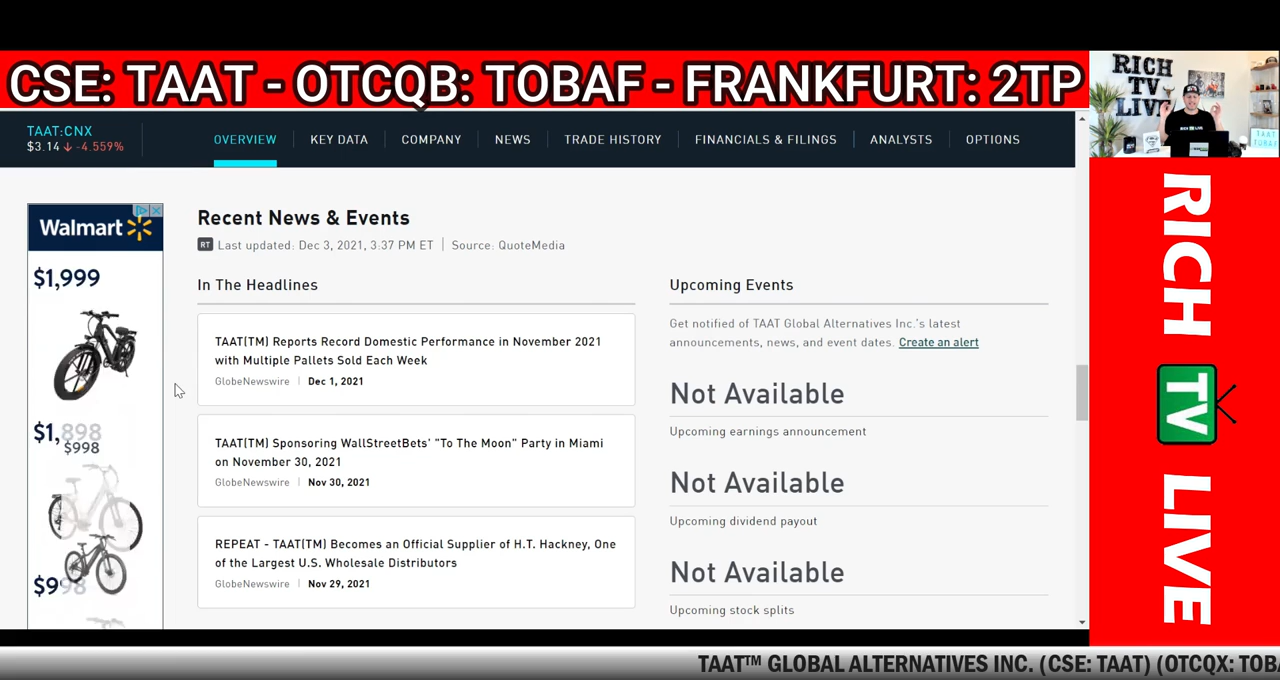 CSE: TAAT - OTCQB: TOBAF - FRANKFURT: 2TP
RICH
TV
LIVE
TAAT:CNX
$3.14 ↓ -4.559%
OVERVIEW
KEY DATA
COMPANY
NEWS
TRADE HISTORY
FINANCIALS & FILINGS
ANALYSTS
OPTIONS
Walmart
$1,999
$1,898
$998
$998
Recent News & Events
RT Last updated: Dec 3, 2021, 3:37 PM ET | Source: QuoteMedia
In The Headlines
TAAT(TM) Reports Record Domestic Performance in November 2021
with Multiple Pallets Sold Each Week
GlobeNewswire | Dec 1, 2021
TAAT(TM) Sponsoring WallStreetBets' "To The Moon" Party in Miami
on November 30, 2021
GlobeNewswire | Nov 30, 2021
REPEAT - TAAT(TM) Becomes an Official Supplier of H.T. Hackney, One
of the Largest U.S. Wholesale Distributors
GlobeNewswire | Nov 29, 2021
Upcoming Events
Get notified of TAAT Global Alternatives Inc.'s latest
announcements, news, and event dates. Create an alert
Not Available
Upcoming earnings announcement
Not Available
Upcoming dividend payout
Not Available
Upcoming stock splits
RICH TV LIVE
TAAT™ GLOBAL ALTERNATIVES INC. (CSE: TAAT) (OTCQX: TOBA